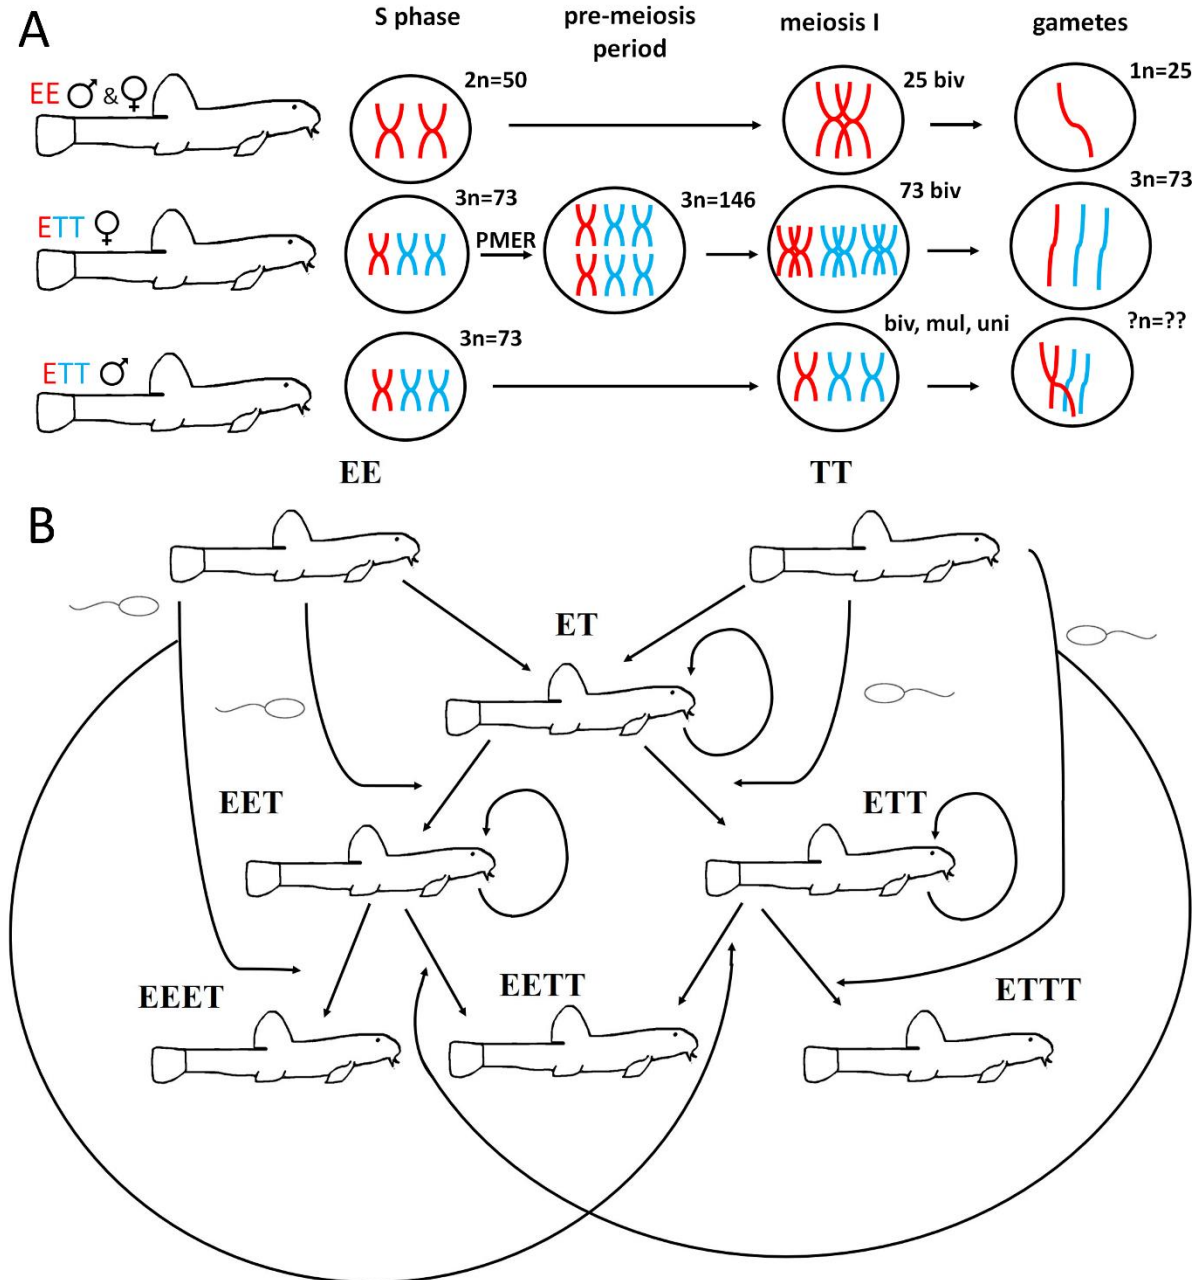 A
S phase
pre-meiosis
period
meiosis I
gametes
EE ♂ & ♀
2n=50
25 biv
1n=25
ETT ♀
3n=73
PMER
3n=146
73 biv
3n=73
ETT ♂
3n=73
biv, mul, uni
?n=??
EE
TT
B
ET
EET
ETT
EEET
EETT
ETTT